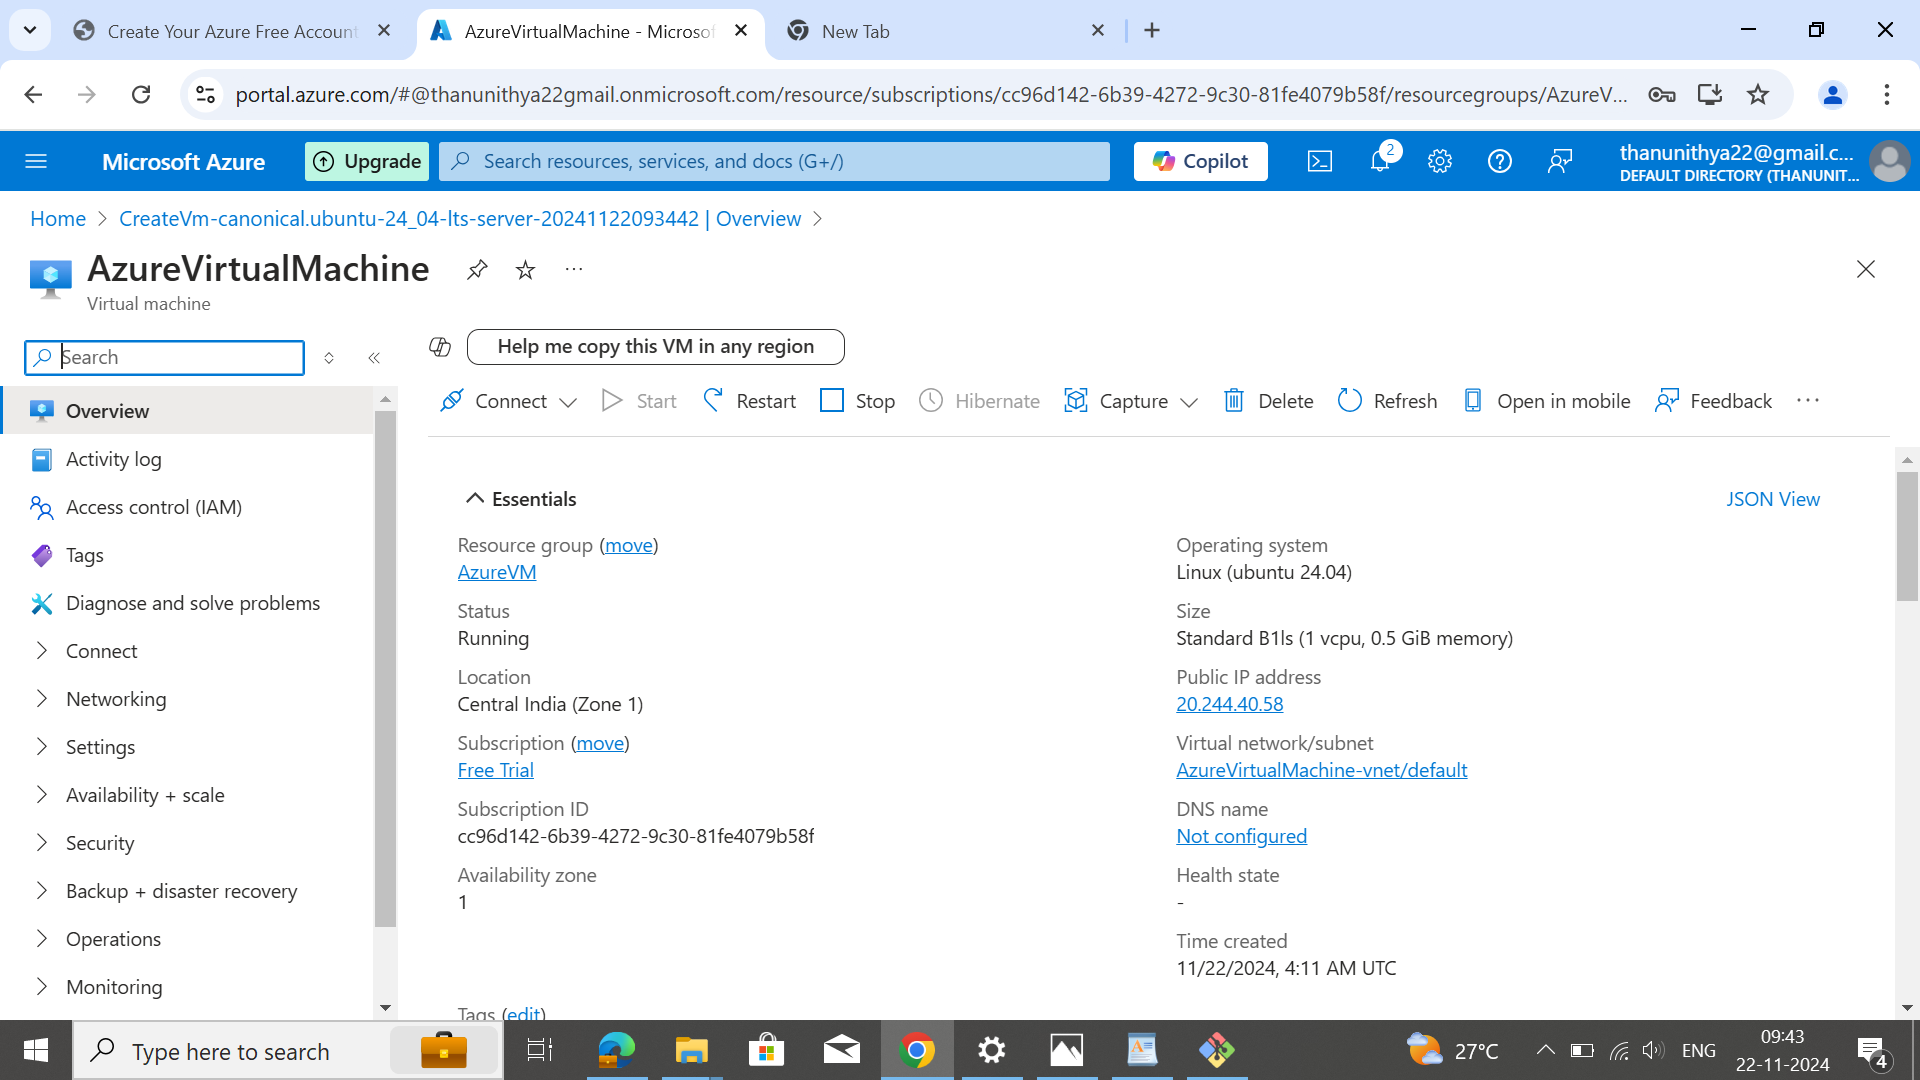 Create Your Azure Free Account
AzureVirtualMachine - Microsof
New Tab
portal.azure.com/#@thanunithya22gmail.onmicrosoft.com/resource/subscriptions/cc96d142-6b39-4272-9c30-81fe4079b58f/resourcegroups/AzureV...
Microsoft Azure
Upgrade
Search resources, services, and docs (G+/)
Copilot
2
thanunithya22@gmail.c...
DEFAULT DIRECTORY (THANUNIT...
Home > CreateVm-canonical.ubuntu-24_04-lts-server-20241122093442 | Overview >
AzureVirtualMachine
Virtual machine
Search
Help me copy this VM in any region
Connect
Start
Restart
Stop
Hibernate
Capture
Delete
Refresh
Open in mobile
Feedback
Overview
Activity log
Access control (IAM)
Tags
Diagnose and solve problems
Connect
Networking
Settings
Availability + scale
Security
Backup + disaster recovery
Operations
Monitoring
Essentials
JSON View
Resource group (move)
AzureVM
Status
Running
Location
Central India (Zone 1)
Subscription (move)
Free Trial
Subscription ID
cc96d142-6b39-4272-9c30-81fe4079b58f
Availability zone
1
Operating system
Linux (ubuntu 24.04)
Size
Standard B1ls (1 vcpu, 0.5 GiB memory)
Public IP address
20.244.40.58
Virtual network/subnet
AzureVirtualMachine-vnet/default
DNS name
Not configured
Health state
-
Time created
11/22/2024, 4:11 AM UTC
Tags (edit)
Type here to search
27°C
ENG
09:43
22-11-2024
4